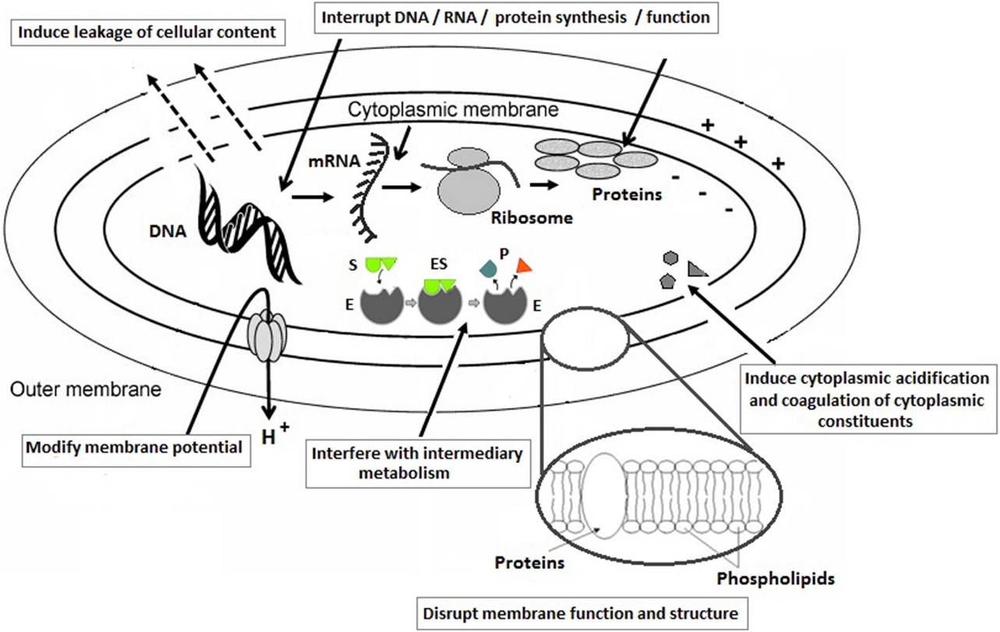 Interrupt DNA / RNA / protein synthesis / function
Induce leakage of cellular content
Cytoplasmic membrane
+
+
+
mRNA
Proteins
-
-
-
Ribosome
DNA
S
ES
P
E
E
Outer membrane
H+
Modify membrane potential
Interfere with intermediary
metabolism
Induce cytoplasmic acidification
and coagulation of cytoplasmic
constituents
Proteins
Phospholipids
Disrupt membrane function and structure